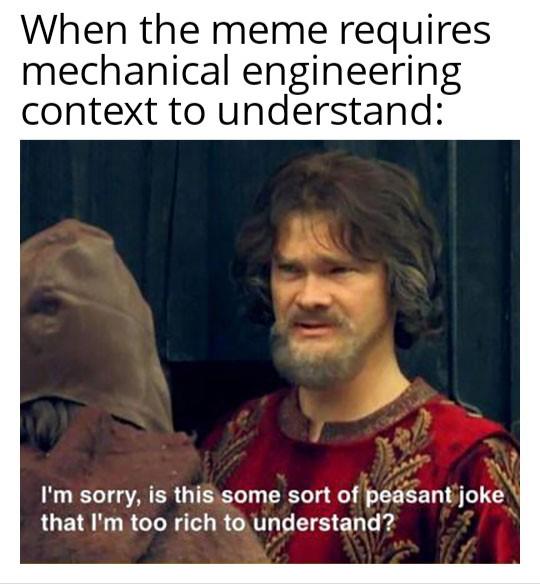 When the meme requires
mechanical engineering
context to understand:
I'm sorry, is this some sort of peasant joke
that I'm too rich to understand?